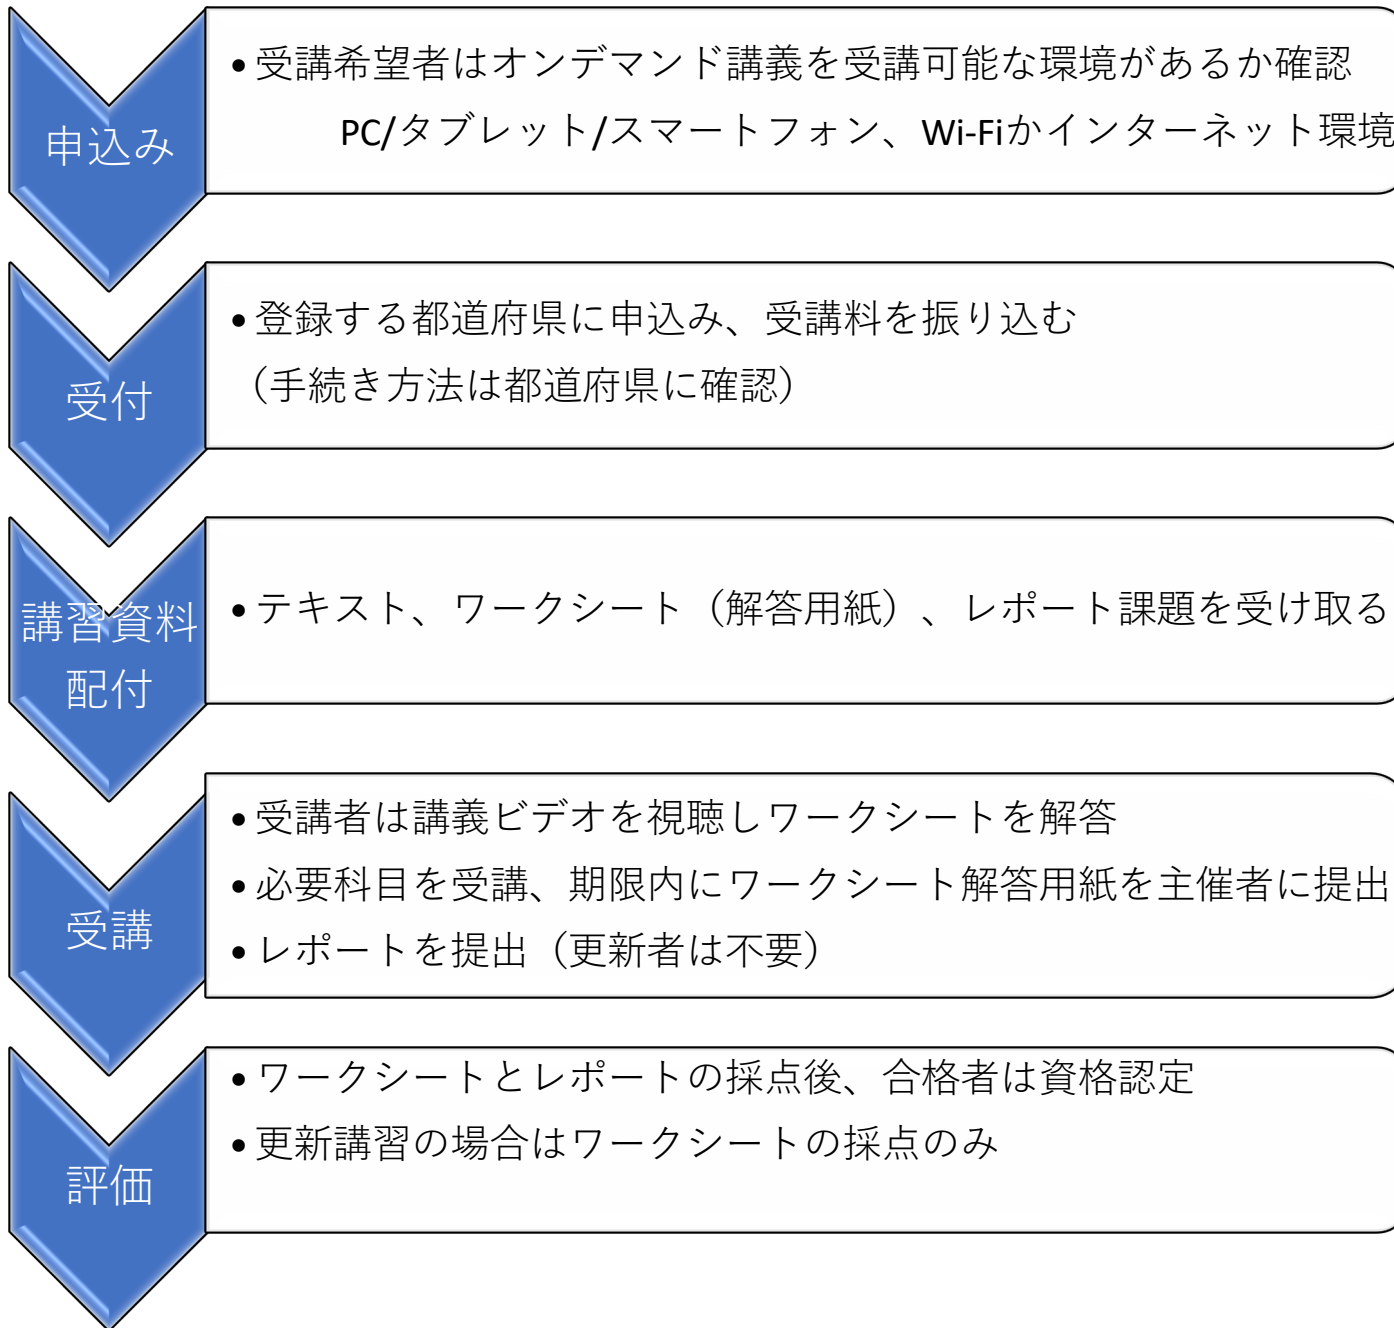 申込み
•受講希望者はオンデマンド講義を受講可能な環境があるか確認
PC/タブレット/スマートフォン、Wi-Fiかインターネット環境
受付
•登録する都道府県に申込み、受講料を振り込む
（手続き方法は都道府県に確認）
講習資料
配付
•テキスト、ワークシート（解答用紙）、レポート課題を受け取る
受講
•受講者は講義ビデオを視聴しワークシートを解答
•必要科目を受講、期限内にワークシート解答用紙を主催者に提出
•レポートを提出（更新者は不要）
評価
•ワークシートとレポートの採点後、合格者は資格認定
•更新講習の場合はワークシートの採点のみ